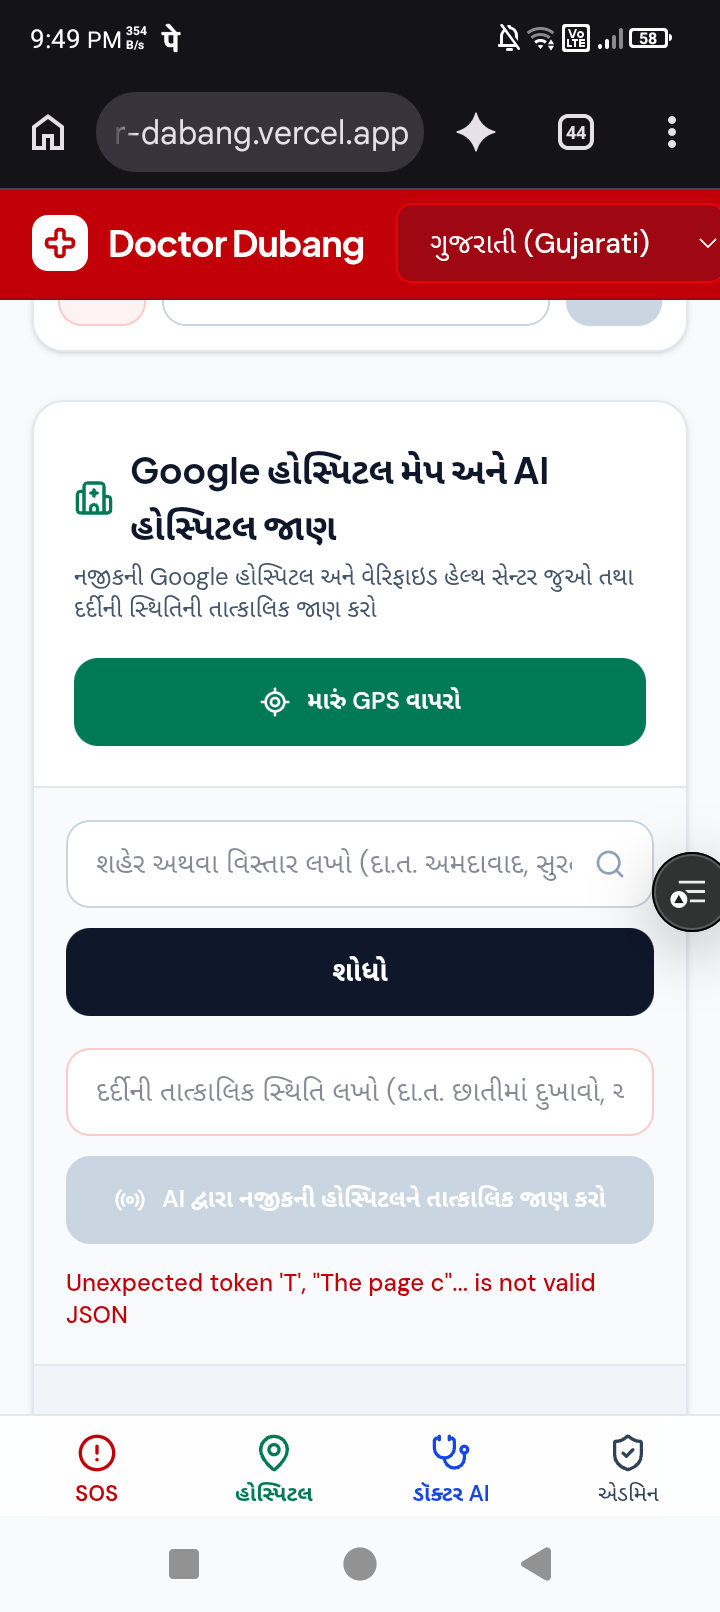 9:49 PM 354 B/s पे
Vo LTE 58
r-dabang.vercel.app
44
Doctor Dubang
ગુજરાતી (Gujarati)
Google હોસ્પિટલ મેપ અને AI
હોસ્પિટલ જાણ
નજીકની Google હોસ્પિટલ અને વેરિફાઇડ હેલ્થ સેન્ટર જુઓ તથા
દર્દીની સ્થિતિની તાત્કાલિક જાણ કરો
મારું GPS વાપરો
શહેર અથવા વિસ્તાર લખો (દા.ત. અમદાવાદ, સુર
શોધો
દર્દીની તાત્કાલિક સ્થિતિ લખો (દા.ત. છાતીમાં દુખાવો,
AI દ્વારા નજીકની હોસ્પિટલને તાત્કાલિક જાણ કરો
Unexpected token 'T', "The page c"... is not valid
JSON
SOS
હોસ્પિટલ
ડૉક્ટર AI
એડમિન